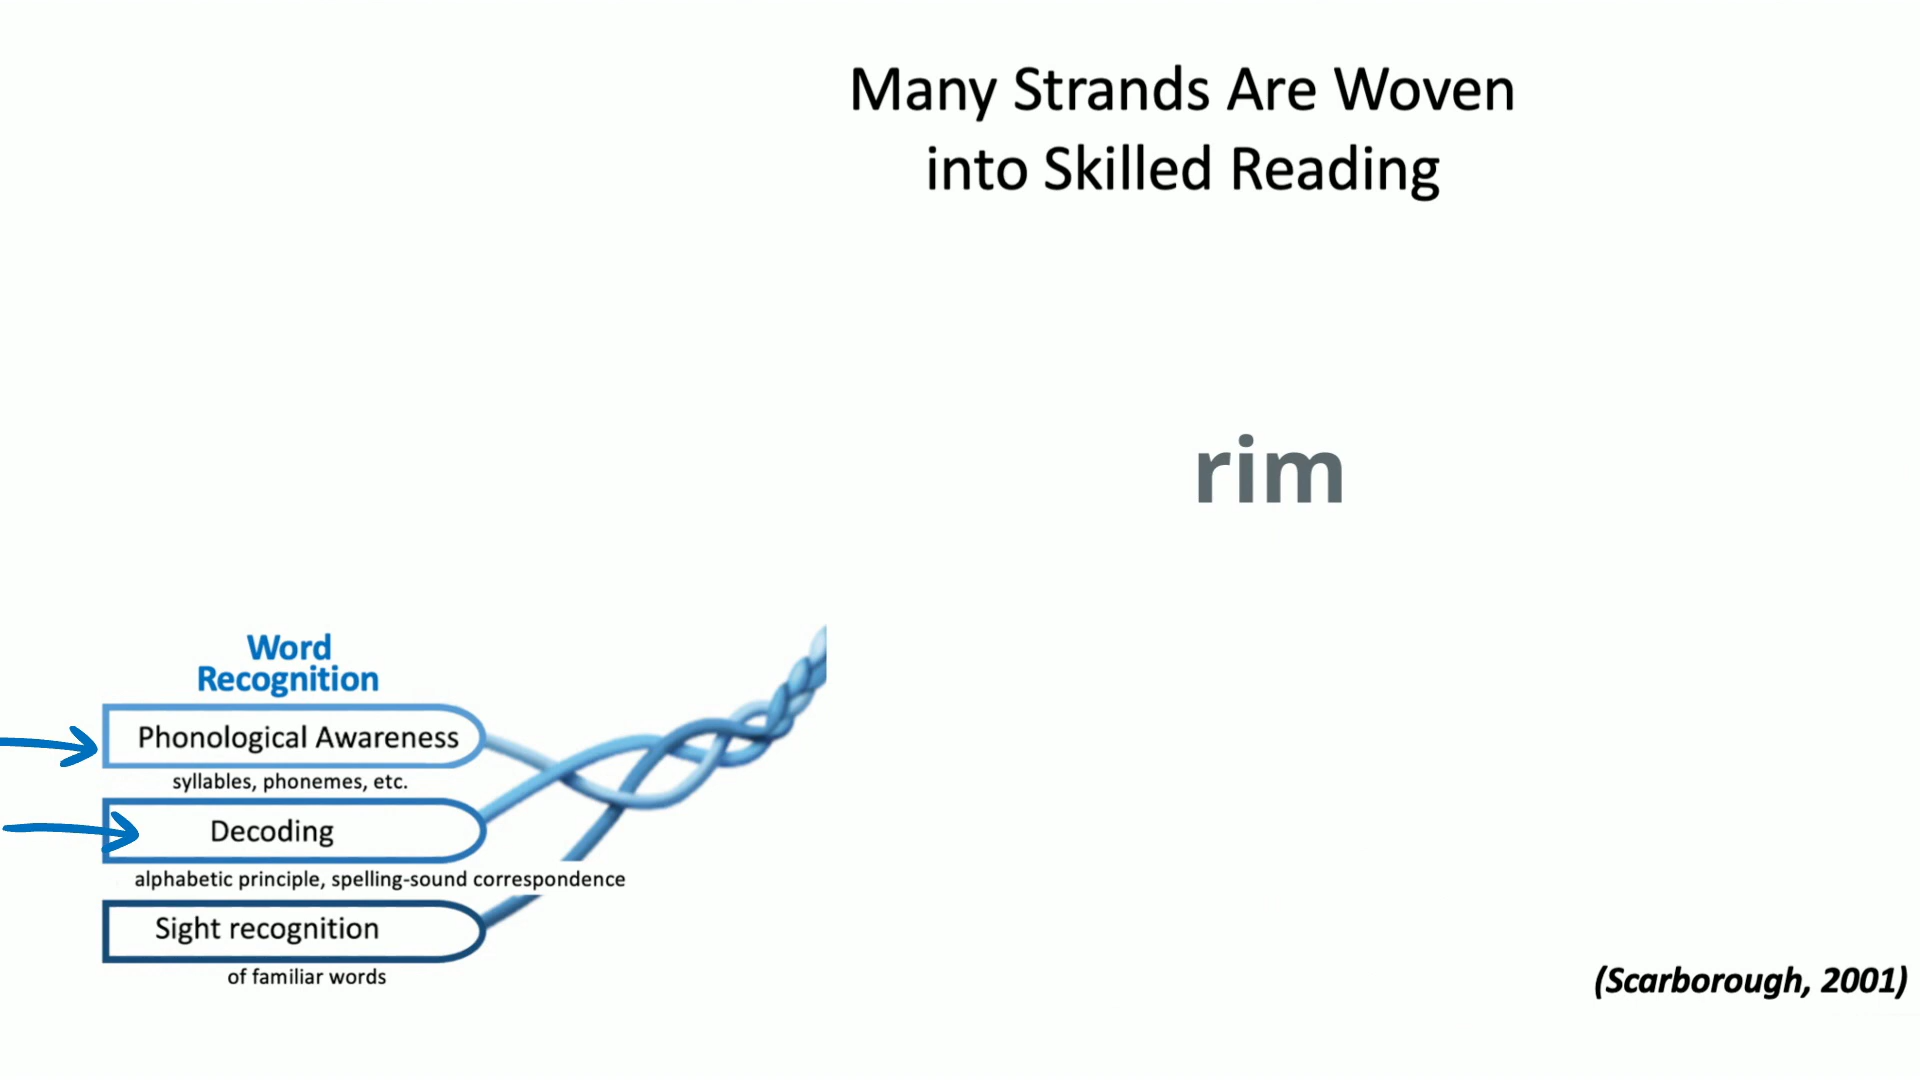 Many Strands Are Woven
into Skilled Reading
rim
Word
Recognition
Phonological Awareness
syllables, phonemes, etc.
Decoding
alphabetic principle, spelling-sound correspondence
Sight recognition
of familiar words
(Scarborough, 2001)